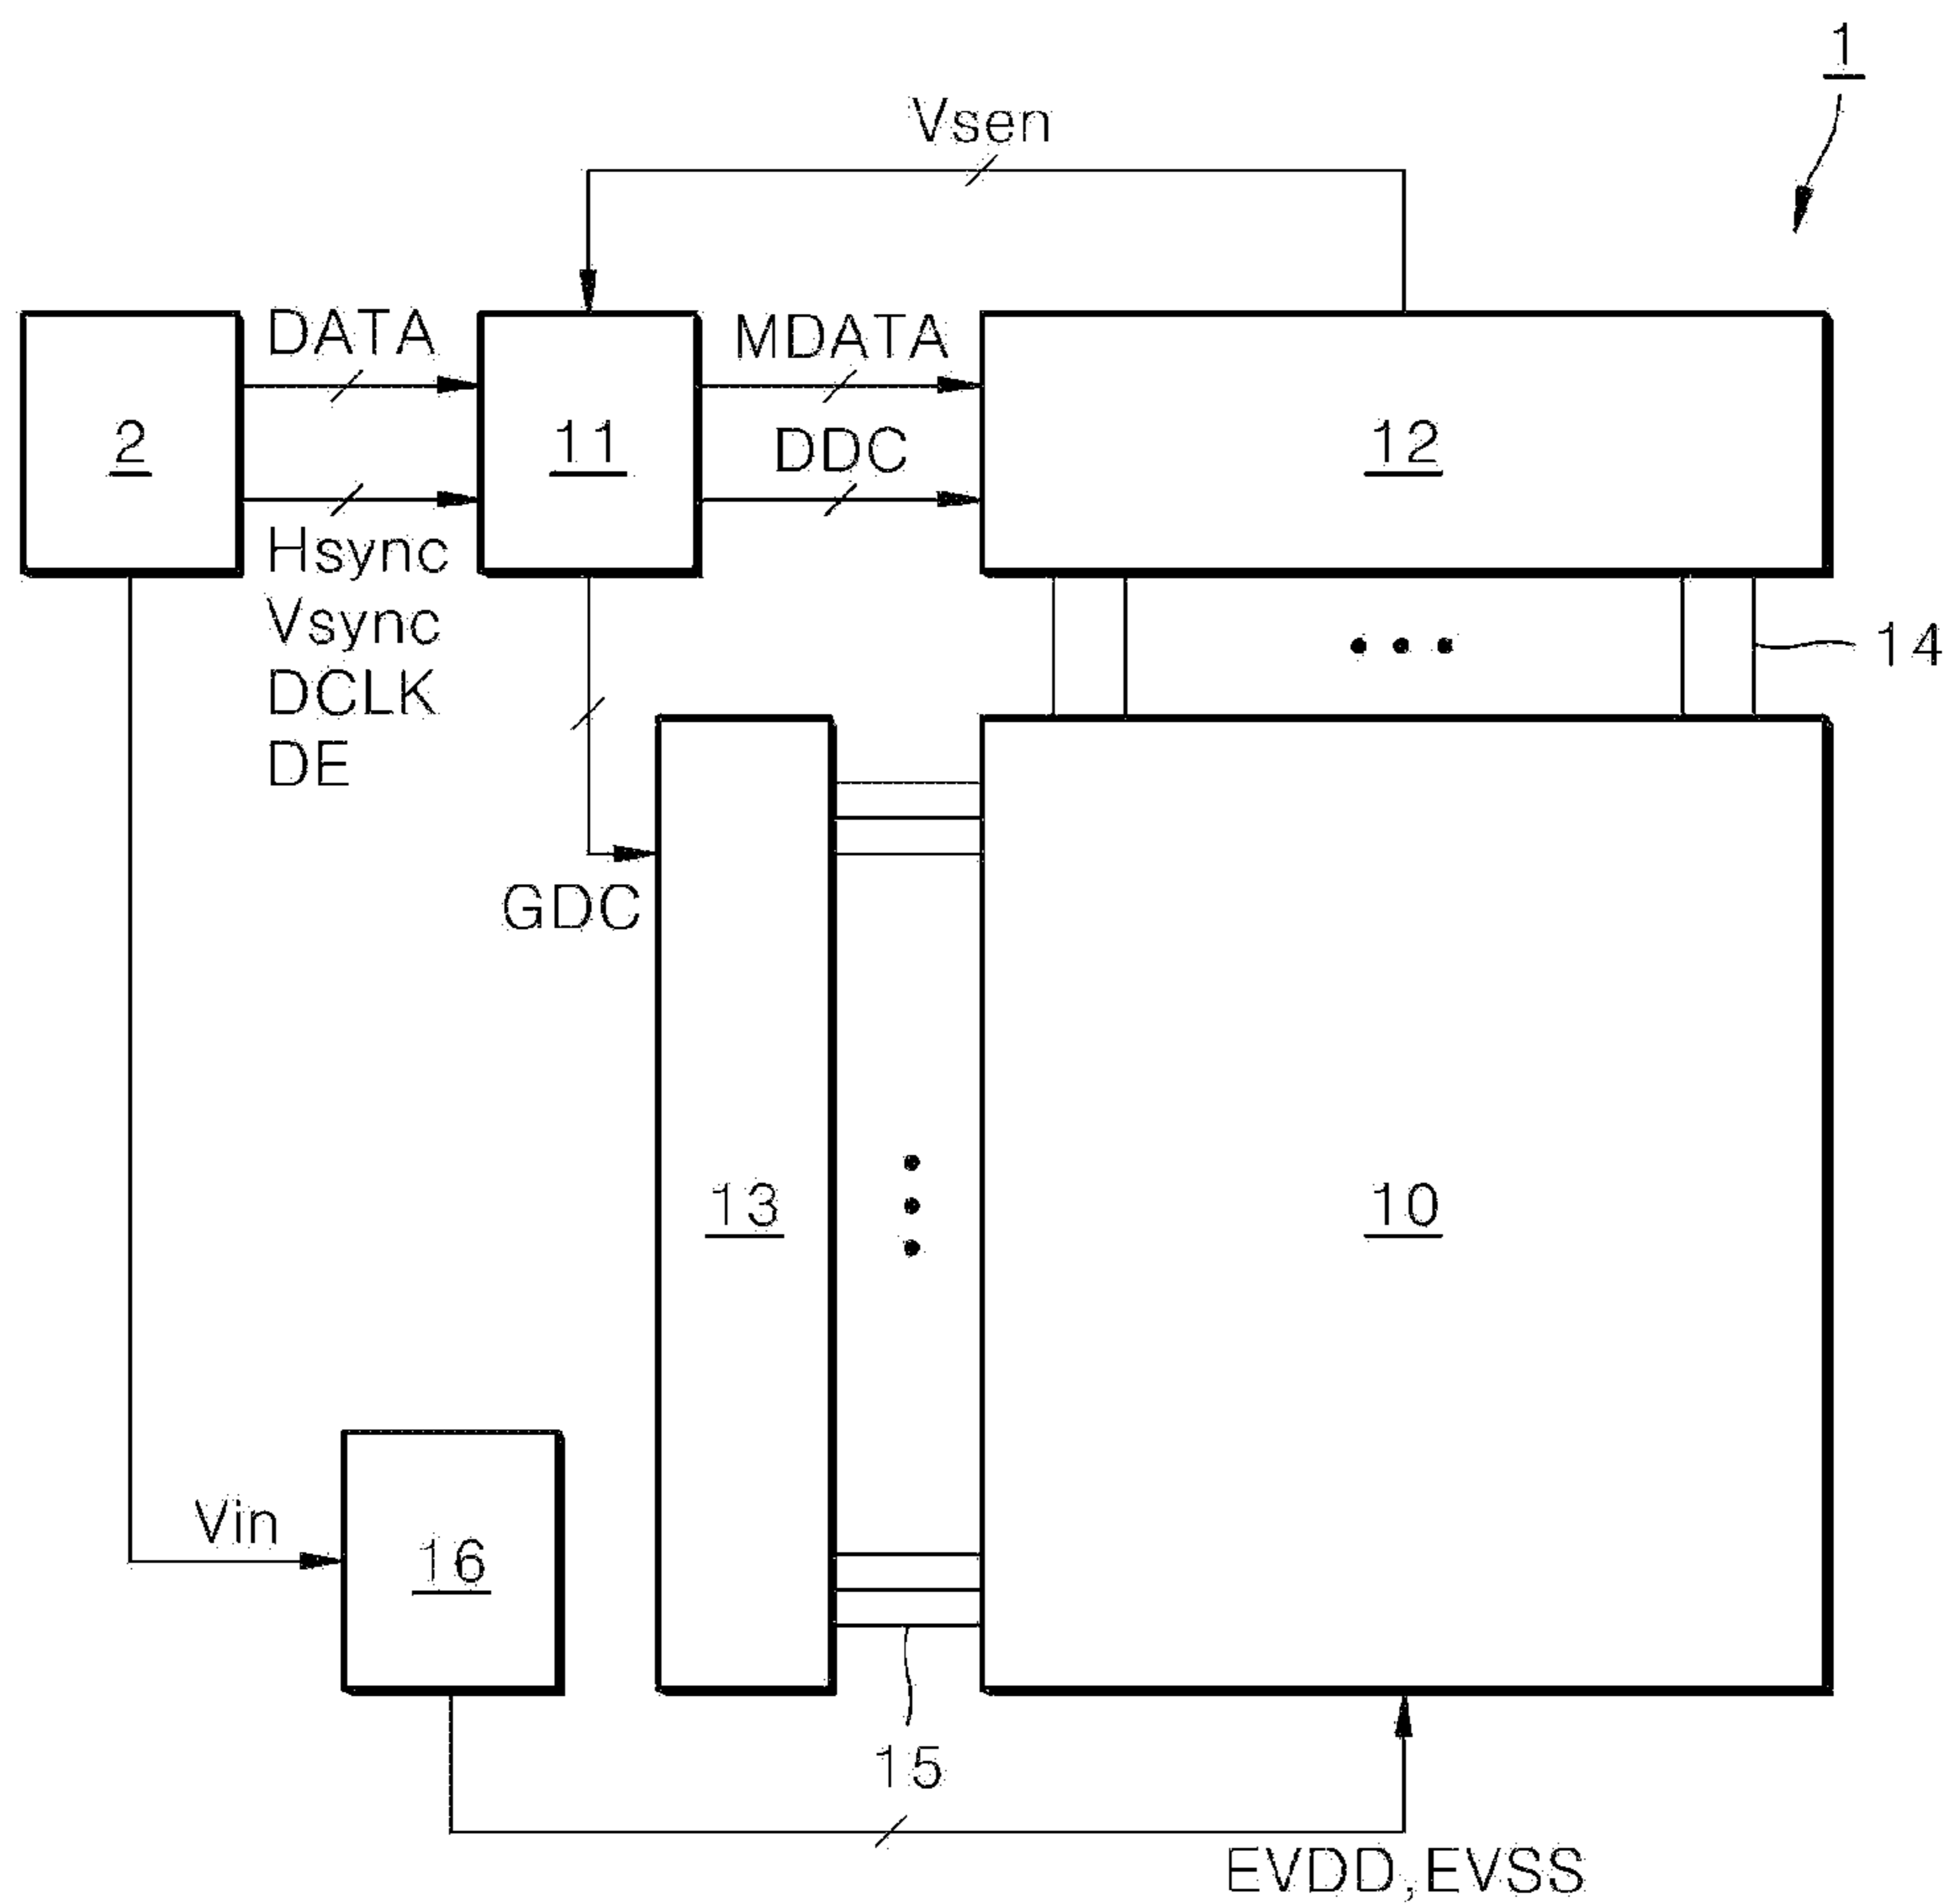 1
Vsen
DATA
MDATA
2
11
DDC
12
Hsync
Vsync
DCLK
DE
14
GDC
13
10
Vin
16
15
EVDD,EVSS